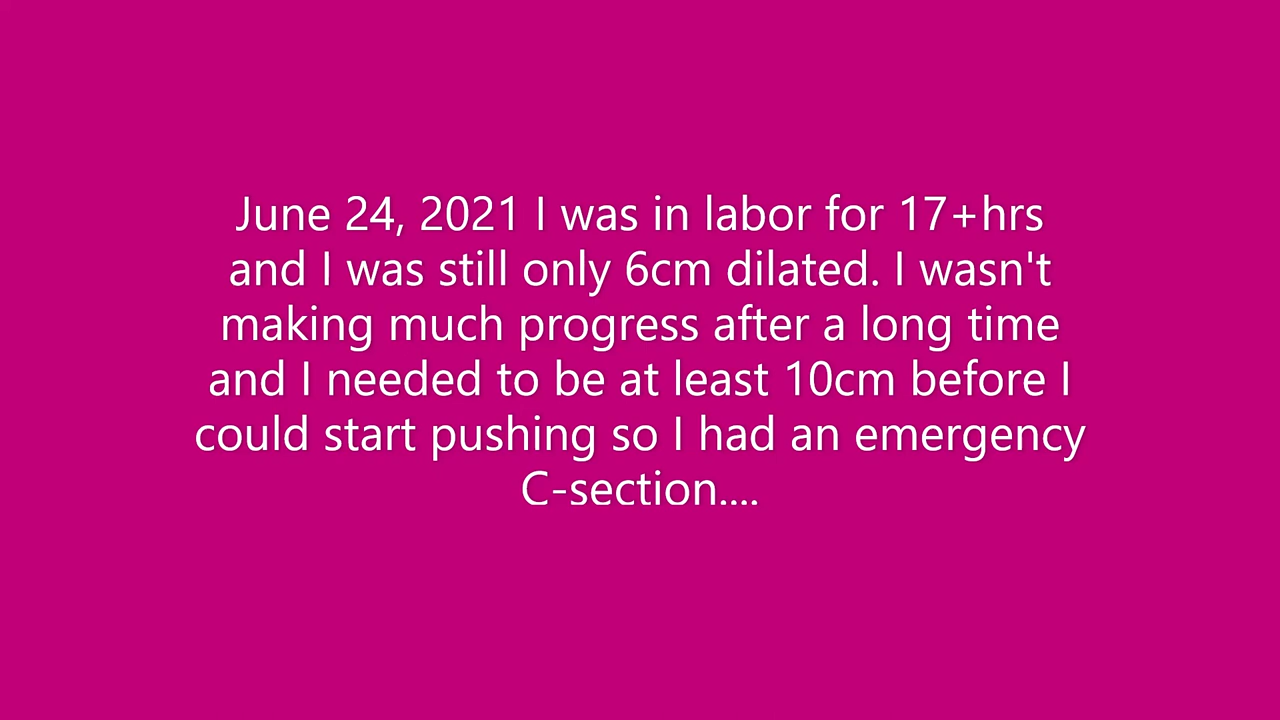 June 24, 2021 I was in labor for 17+hrs
and I was still only 6cm dilated. I wasn't
making much progress after a long time
and I needed to be at least 10cm before I
could start pushing so I had an emergency
C-section....